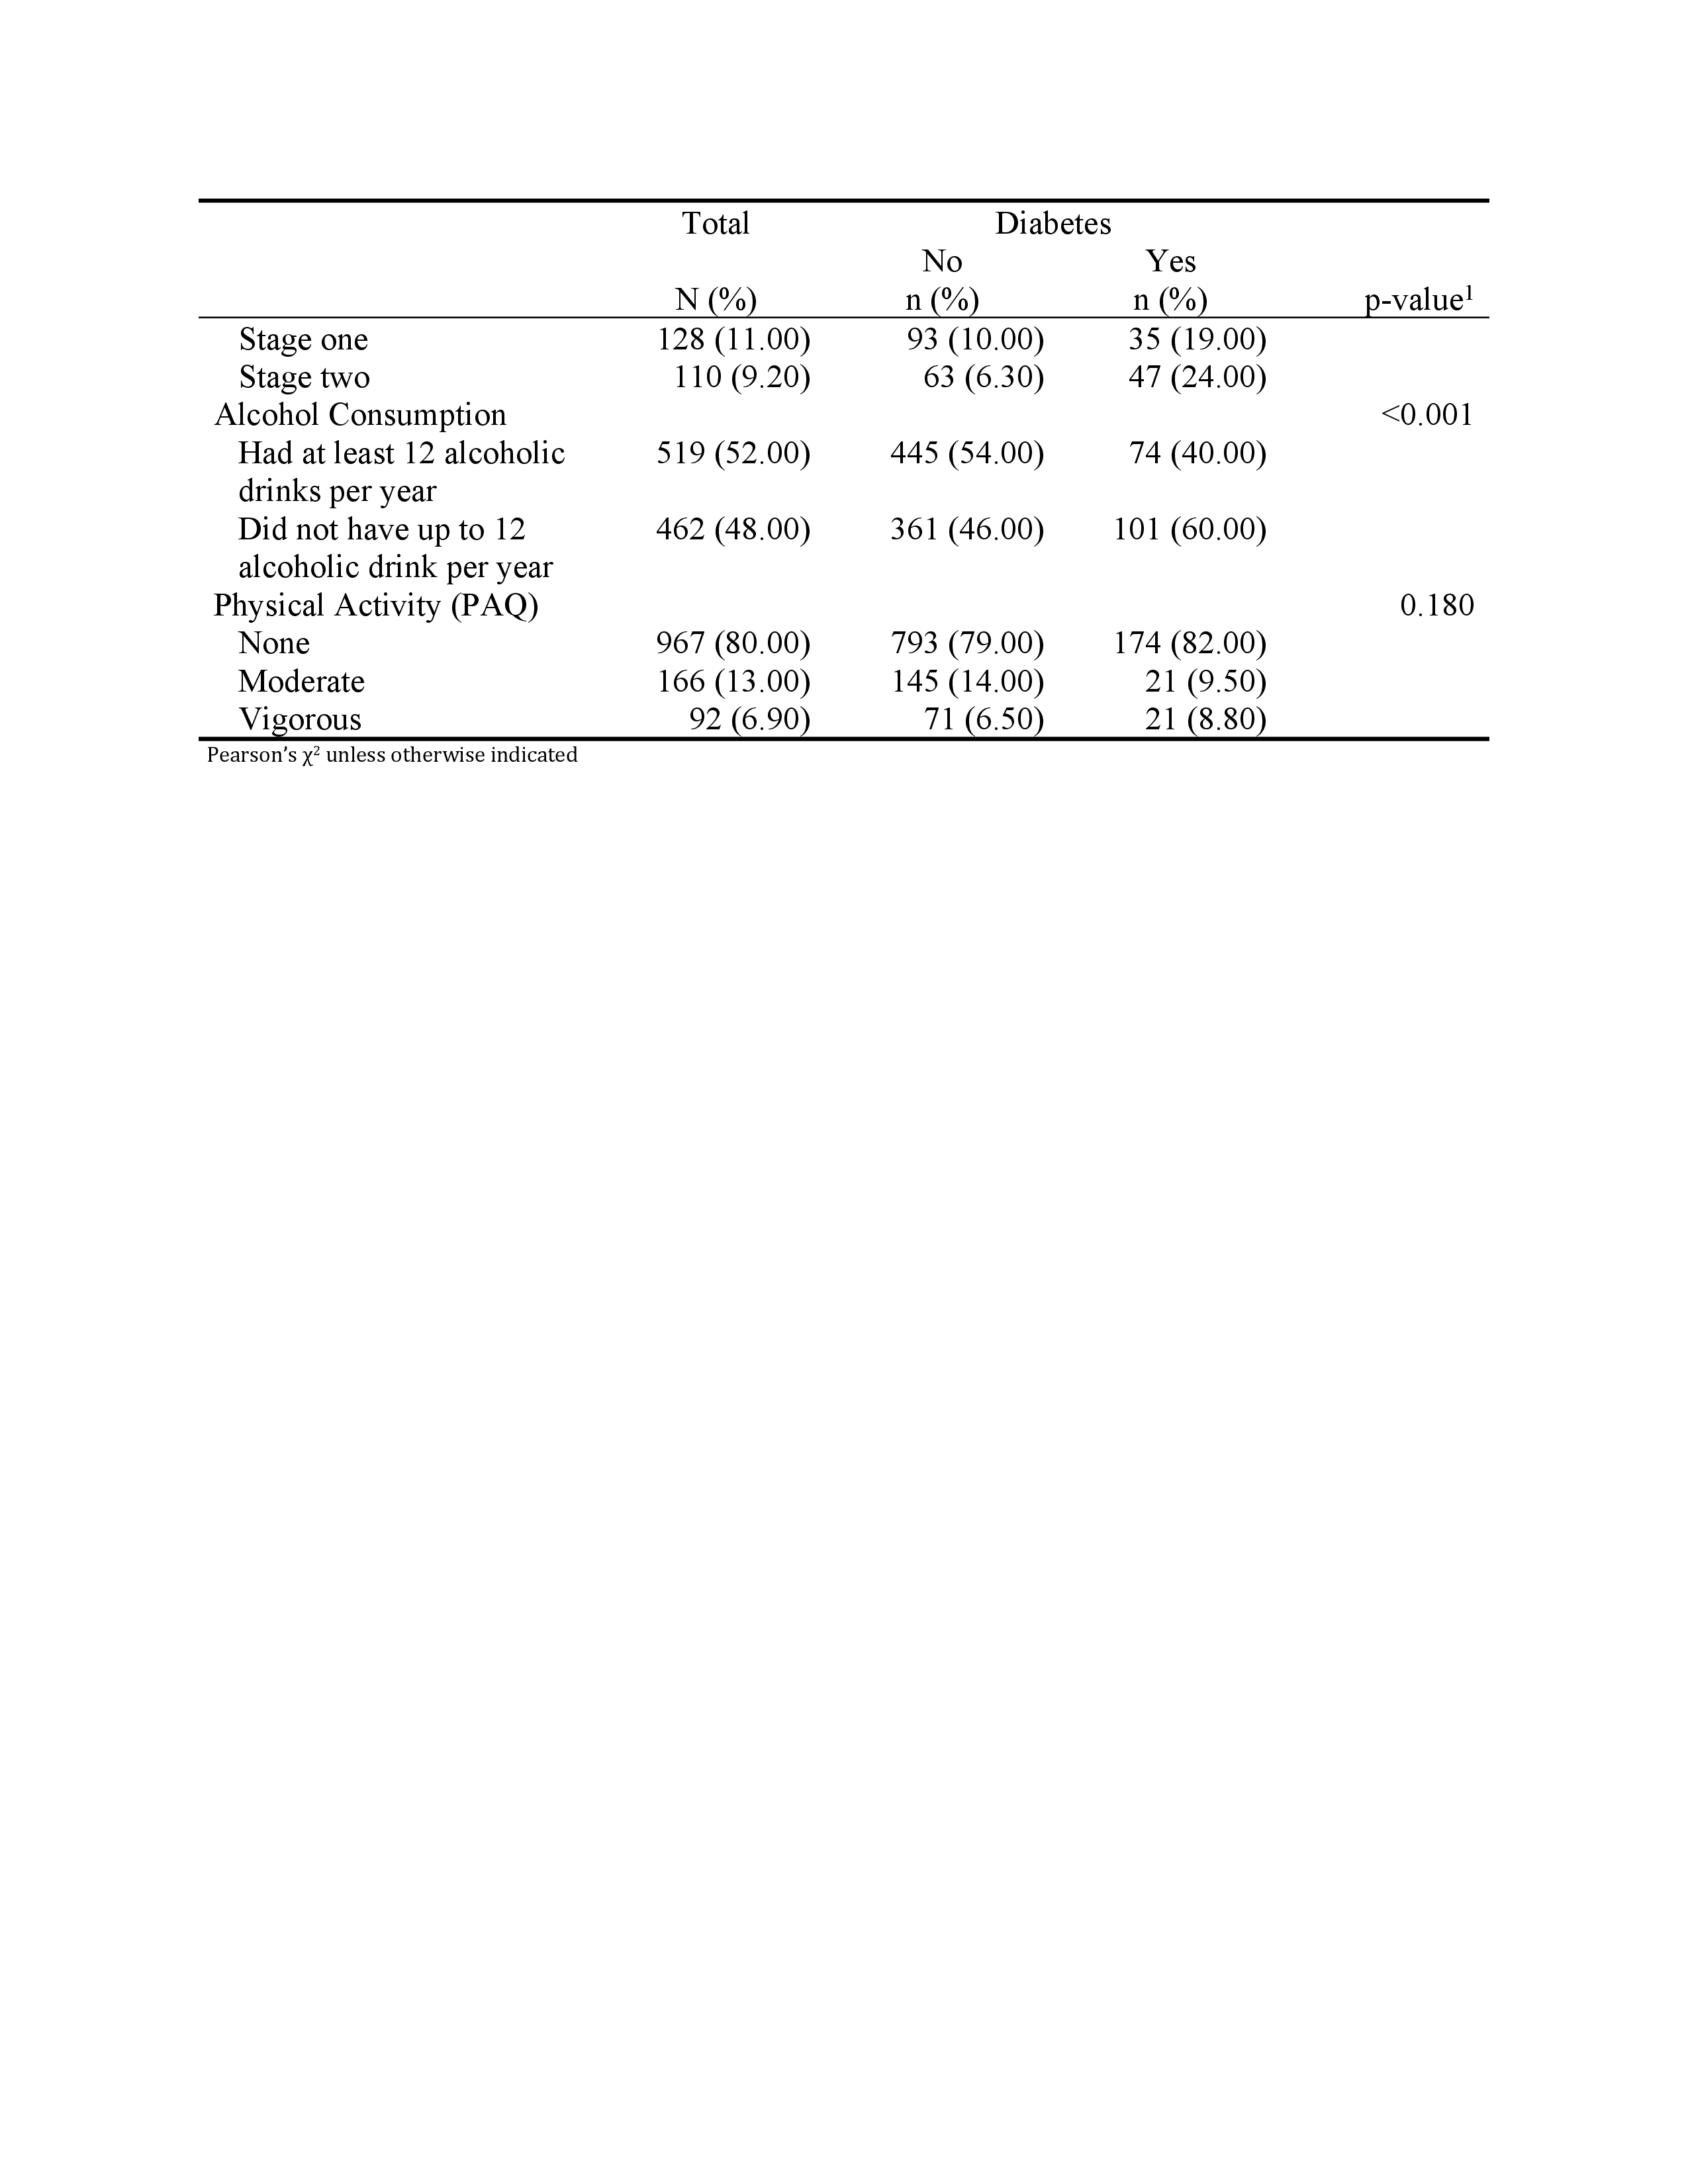 Total Diabetes
No Yes
N (%) n (%) n (%) p-value¹
Stage one 128 (11.00) 93 (10.00) 35 (19.00)
Stage two 110 (9.20) 63 (6.30) 47 (24.00)
Alcohol Consumption <0.001
Had at least 12 alcoholic 519 (52.00) 445 (54.00) 74 (40.00)
drinks per year
Did not have up to 12 462 (48.00) 361 (46.00) 101 (60.00)
alcoholic drink per year
Physical Activity (PAQ) 0.180
None 967 (80.00) 793 (79.00) 174 (82.00)
Moderate 166 (13.00) 145 (14.00) 21 (9.50)
Vigorous 92 (6.90) 71 (6.50) 21 (8.80)
Pearson’s χ² unless otherwise indicated